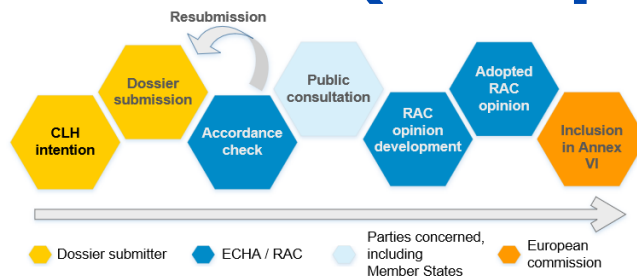 Resubmission
CLH
intention
Dossier
submission
Accordance
check
Public
consultation
RAC
opinion
development
Adopted
RAC
opinion
Inclusion
in Annex
VI
Dossier submitter
ECHA / RAC
Parties concerned,
including
Member States
European
commission